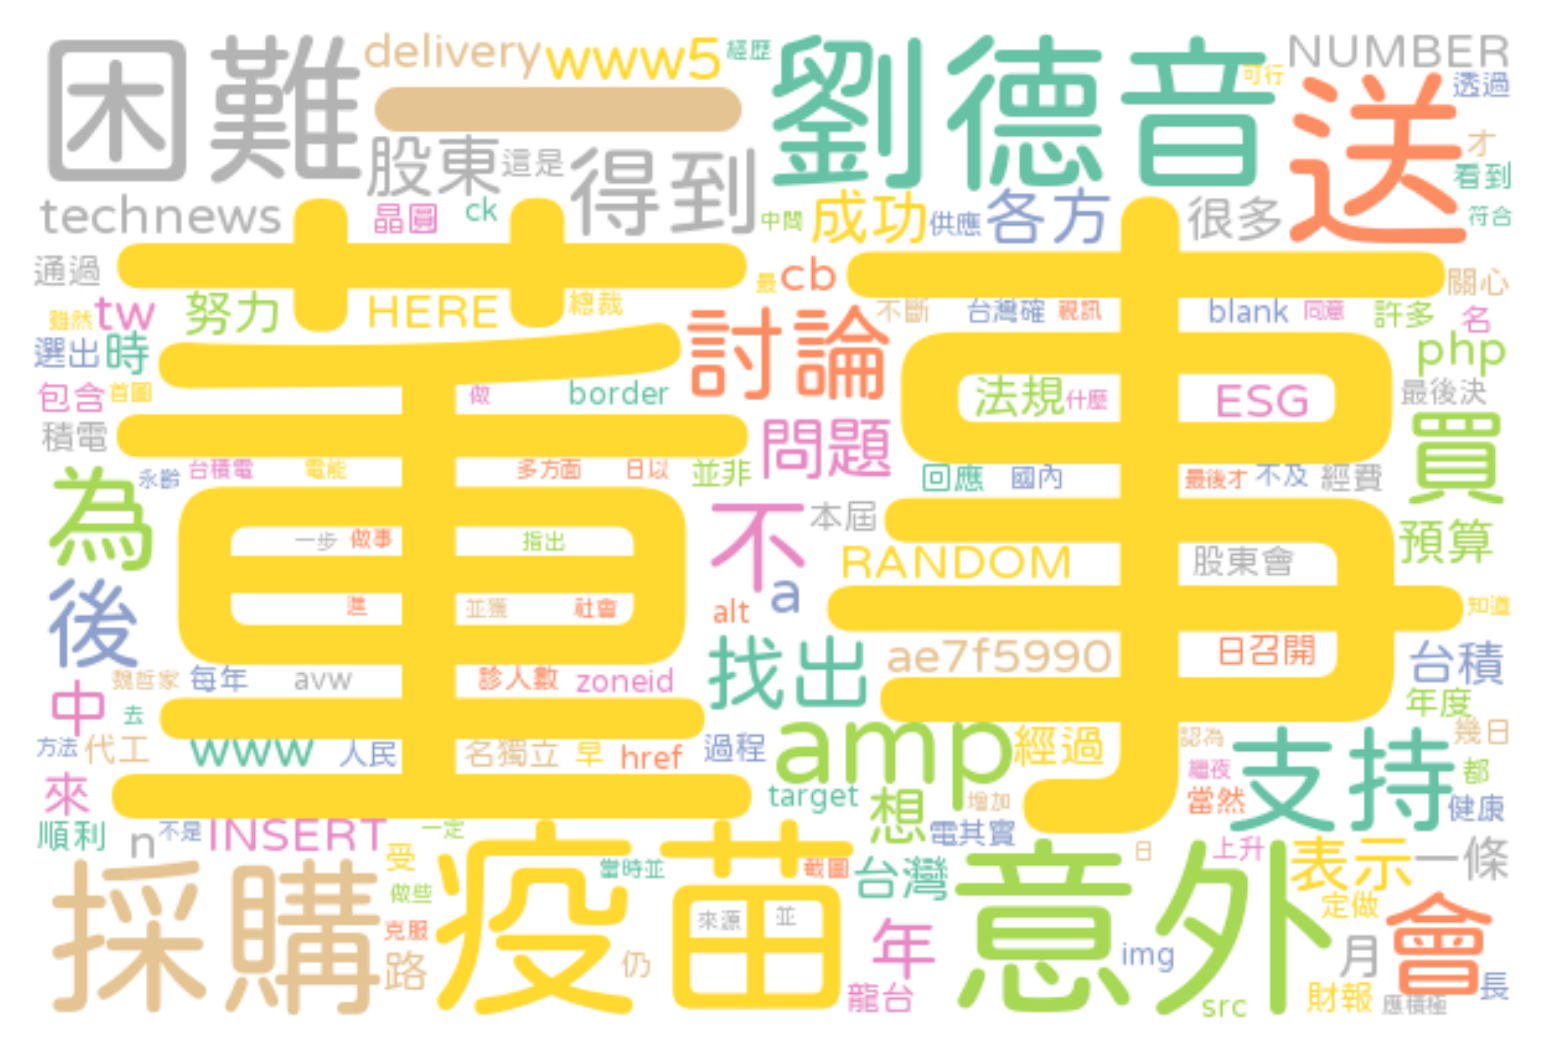 困難
delivery
www5
經歷
劉德音
可行
NUMBER
送
透過
才
看到
符合
一
股東
這是
得到
technews
晶圓
ck
中間
成功
供應
各方
很多
董事
通過
最
cb
關心
雖然
tw
努力
HERE
總裁
討論
不斷
台灣確
視訊
blank
同意
許多
名
選出
時
php
包含
首圖
做
border
法規
什麼
ESG
最後決
積電
問題
買
為
永齡
台積電
電能
多方面
日以
並非
回應
國內
最後才
不及
經費
不
本屆
一步
做事
指出
RANDOM
股東會
預算
後
進
並獲
社會
alt
a
知道
找出
ae7f5990
日召開
台積
中
魏哲家
每年
avw
診人數
zoneid
去
年度
方法
代工
www
人民
名獨立
早
href
過程
amp
經過
認為
支持
幾日
來
target
想
增加
繼夜
都
當然
健康
順利
n
不是
INSERT
一定
電其實
採購
受
疫苗
當時並
截圖
台灣
意外
日
上升
表示
一條
做些
定做
克服
來源
並
會
路
仍
年
img
月
長
龍台
src
財報
應積極